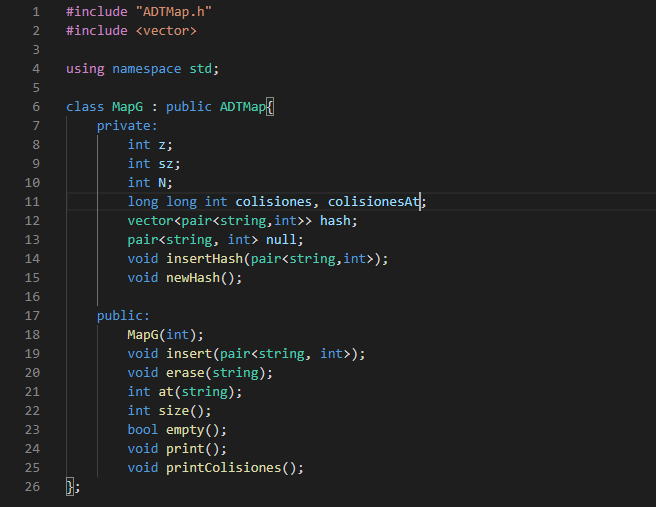 1 #include "ADTMap.h"
2 #include <vector>
3
4 using namespace std;
5
6 class MapG : public ADTMap{
7     private:
8         int z;
9         int sz;
10         int N;
11         long long int colisiones, colisionesAt;
12         vector<pair<string,int>> hash;
13         pair<string, int> null;
14         void insertHash(pair<string,int>);
15         void newHash();
16
17     public:
18         MapG(int);
19         void insert(pair<string, int>);
20         void erase(string);
21         int at(string);
22         int size();
23         bool empty();
24         void print();
25         void printColisiones();
26 };